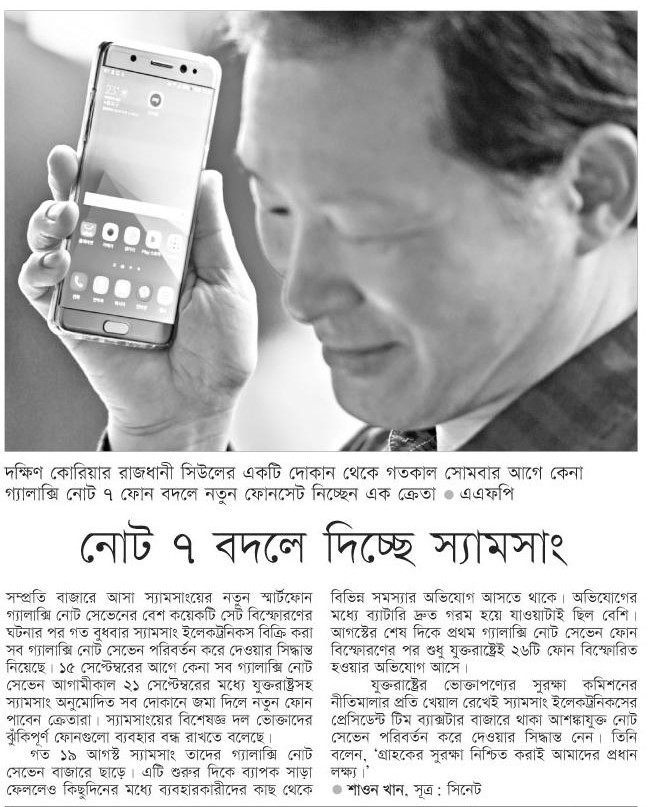 দক্ষিণ কোরিয়ার রাজধানী সিউলের একটি দোকান থেকে গতকাল সোমবার আগে কেনা
গ্যালাক্সি নোট ৭ ফোন বদলে নতুন ফোনসেট নিচ্ছেন এক ক্রেতা ● এএফপি
নোট ৭ বদলে দিচ্ছে স্যামসাং
সম্প্রতি বাজারে আসা স্যামসাংয়ের নতুন স্মার্টফোন
গ্যালাক্সি নোট সেভেনের বেশ কয়েকটি সেট বিস্ফোরণের
ঘটনার পর গত বুধবার স্যামসাং ইলেকট্রনিকস বিক্রি করা
সব গ্যালাক্সি নোট সেভেন পরিবর্তন করে দেওয়ার সিদ্ধান্ত
নিয়েছে। ১৫ সেপ্টেম্বরের আগে কেনা সব গ্যালাক্সি নোট
সেভেন আগামীকাল ২১ সেপ্টেম্বরের মধ্যে যুক্তরাষ্ট্রসহ
স্যামসাং অনুমোদিত সব দোকানে জমা দিলে নতুন ফোন
পাবেন ক্রেতারা। স্যামসাংয়ের বিশেষজ্ঞ দল ভোক্তাদের
ঝুঁকিপূর্ণ ফোনগুলো ব্যবহার বন্ধ রাখতে বলেছে।
গত ১৯ আগস্ট স্যামসাং তাদের গ্যালাক্সি নোট
সেভেন বাজারে ছাড়ে। এটি শুরুর দিকে ব্যাপক সাড়া
ফেললেও কিছুদিনের মধ্যে ব্যবহারকারীদের কাছ থেকে
বিভিন্ন সমস্যার অভিযোগ আসতে থাকে। অভিযোগের
মধ্যে ব্যাটারি দ্রুত গরম হয়ে যাওয়াটাই ছিল বেশি।
আগস্টের শেষ দিকে প্রথম গ্যালাক্সি নোট সেভেন ফোন
বিস্ফোরণের পর শুধু যুক্তরাষ্ট্রেই ২৬টি ফোন বিস্ফোরিত
হওয়ার অভিযোগ আসে।
যুক্তরাষ্ট্রের ভোক্তাপণ্যের সুরক্ষা কমিশনের
নীতিমালার প্রতি খেয়াল রেখেই স্যামসাং ইলেকট্রনিকসের
প্রেসিডেন্ট টিম ব্যাক্সটার বাজারে থাকা আশঙ্কাযুক্ত নোট
সেভেন পরিবর্তন করে দেওয়ার সিদ্ধান্ত নেন। তিনি
বলেন, ‘গ্রাহকের সুরক্ষা নিশ্চিত করাই আমাদের প্রধান
লক্ষ্য।’
● শাওন খান, সূত্র : সিনেট